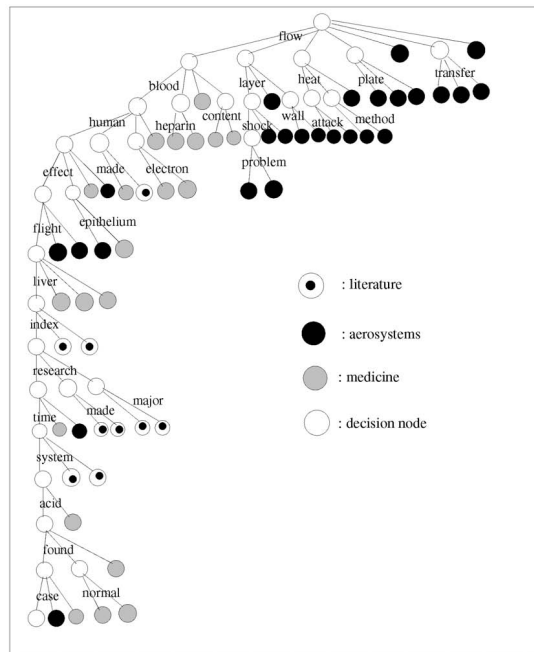 flow
blood layer heat plate transfer
human heparin content shock wall attack method
effect made electron problem
flight epithelium
liver
: literature
index
: aerosystems
research
: medicine
made major
time
: decision node
system
acid
found
case normal